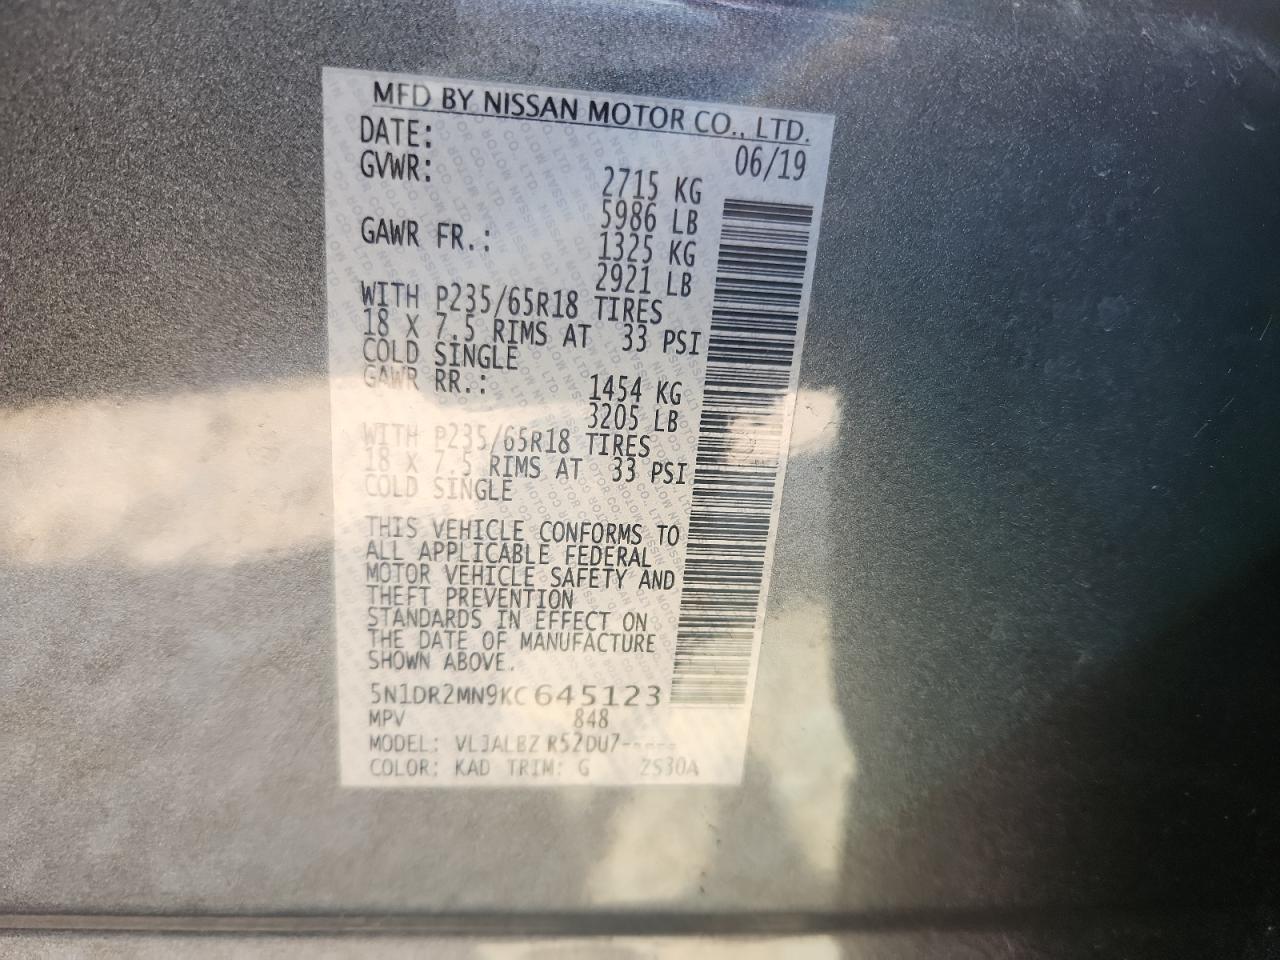 MFD BY NISSAN MOTOR CO., LTD.
DATE: 06/19
GVWR: 2715 KG
5986 LB
GAWR FR.: 1325 KG
2921 LB
WITH P235/65R18 TIRES
18 X 7.5 RIMS AT 33 PSI
COLD SINGLE
GAWR RR.: 1454 KG
3205 LB
WITH P235/65R18 TIRES
18 X 7.5 RIMS AT 33 PSI
COLD SINGLE
THIS VEHICLE CONFORMS TO
ALL APPLICABLE FEDERAL
MOTOR VEHICLE SAFETY AND
THEFT PREVENTION
STANDARDS IN EFFECT ON
THE DATE OF MANUFACTURE
SHOWN ABOVE.
5N1DR2MN9KC645123
MPV 848
MODEL: R52DU7-----
COLOR: KAD TRIM: G